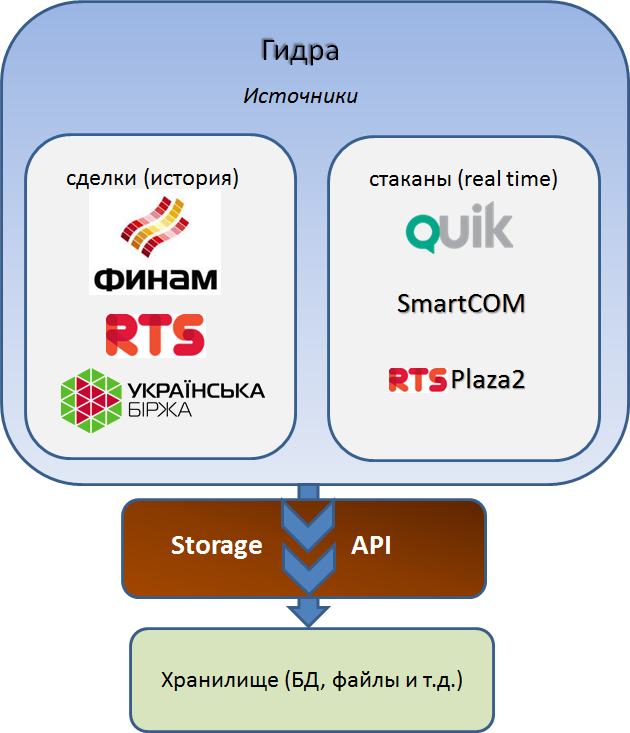 Гидра
Источники
сделки (история)
ФИНАМ
RTS
УКРАЇНСЬКА
БІРЖА
стаканы (real time)
Quik
SmartCOM
RTS Plaza2
Storage API
Хранилище (БД, файлы и т.д.)